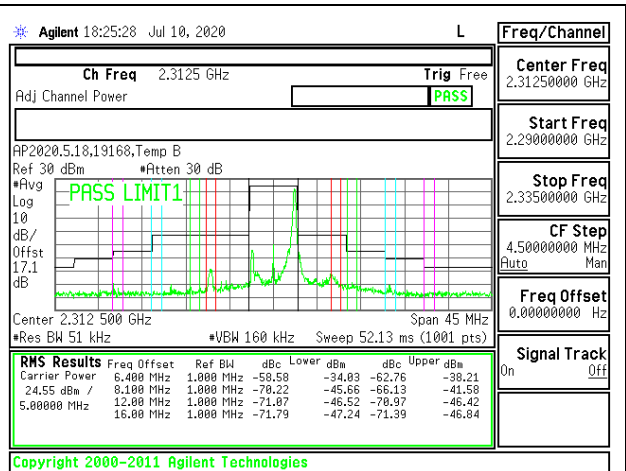 Agilent 18:25:28 Jul 10, 2020 L
Freq/Channel
Ch Freq 2.3125 GHz Trig Free
Adj Channel Power PASS
AP2020.5.18,19168,Temp B
Ref 30 dBm #Atten 30 dB
#Avg
Log
10
dB/
Offst
17.1
dB
PASS LIMIT1
Center 2.312 500 GHz Span 45 MHz
#Res BW 51 kHz #VBW 160 kHz Sweep 52.13 ms (1001 pts)
RMS Results Freq Offset Ref BW dBc Lower dBm dBc Upper dBm
Carrier Power 6.400 MHz 1.000 MHz -58.58 -34.03 -62.76 -38.21
24.55 dBm / 8.100 MHz 1.000 MHz -70.22 -45.66 -66.13 -41.58
5.00000 MHz 12.00 MHz 1.000 MHz -71.07 -46.52 -70.97 -46.42
16.00 MHz 1.000 MHz -71.79 -47.24 -71.39 -46.84
Copyright 2000-2011 Agilent Technologies
Center Freq
2.31250000 GHz
Start Freq
2.29000000 GHz
Stop Freq
2.33500000 GHz
CF Step
4.50000000 MHz
Auto Man
Freq Offset
0.00000000 Hz
Signal Track
On Off